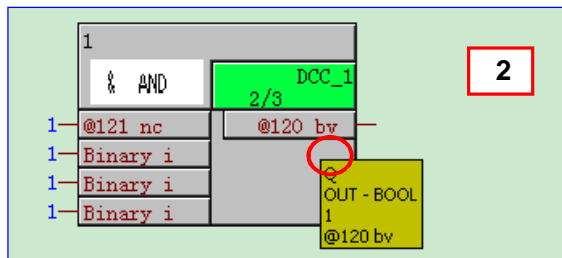 1
2
& AND
DCC_1
2/3
1 @121 nc
@120 bv
1 Binary i
1 Binary i
1 Binary i
Q
OUT - BOOL
1
@120 bv